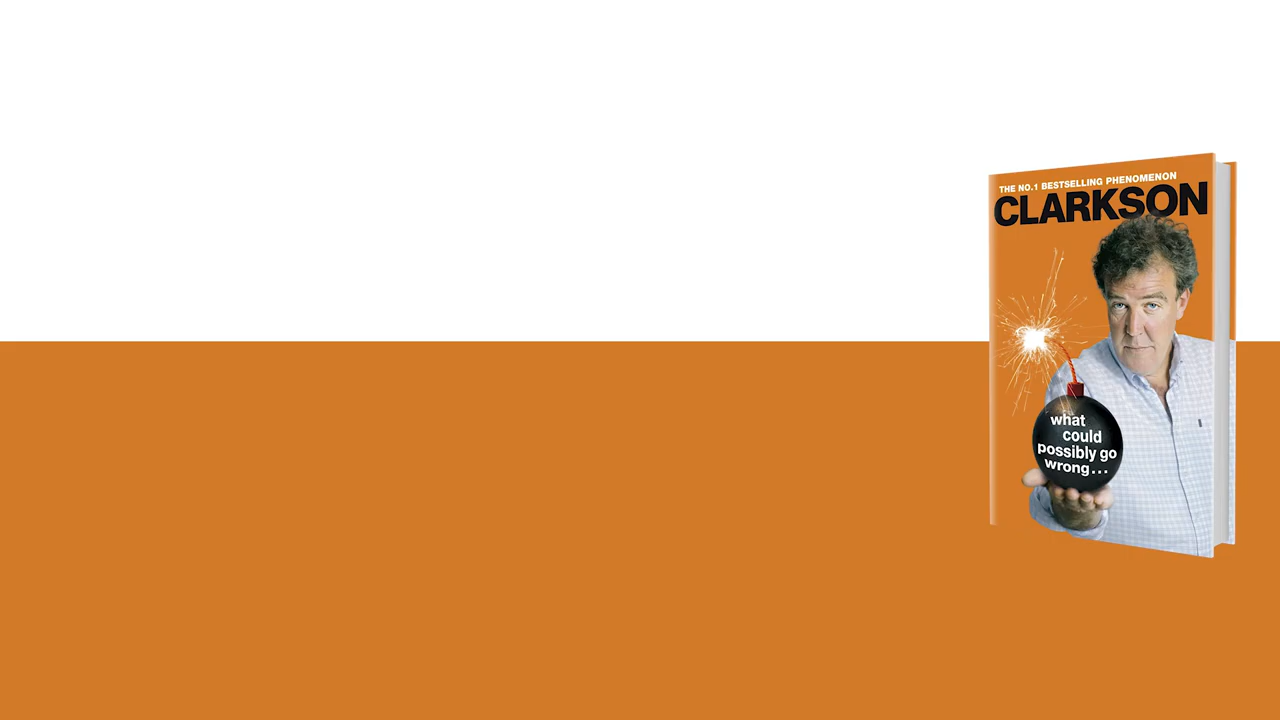 THE NO.1 BESTSELLING PHENOMENON
CLARKSON
what
could
possibly go
wrong...